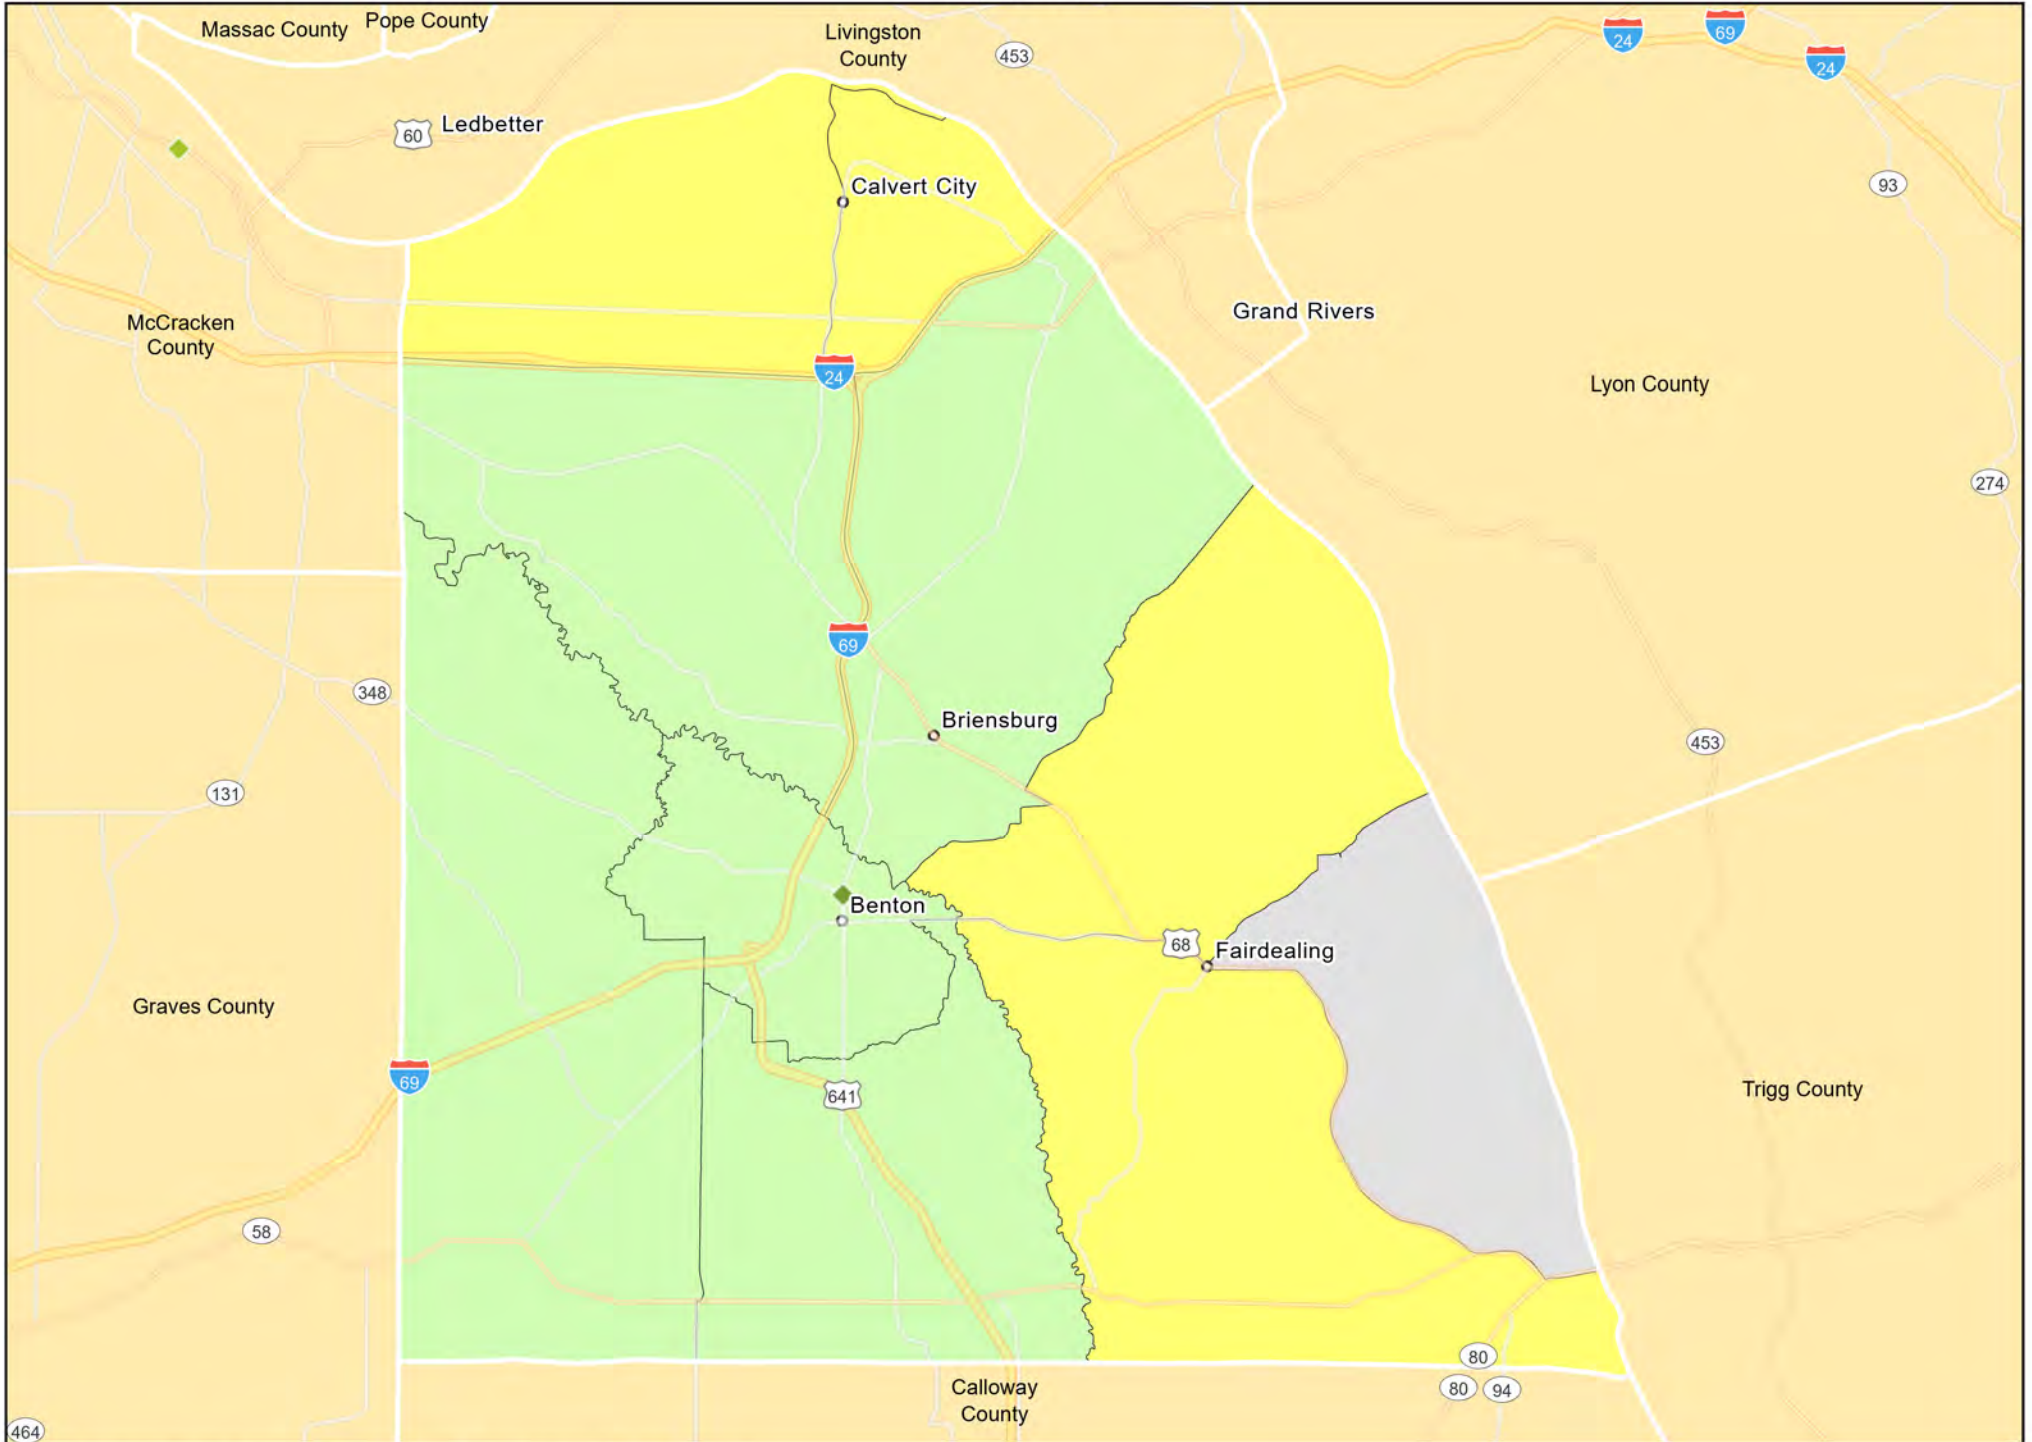 Massac County
Pope County
Livingston
County
453
24
69
24
60
Ledbetter
Calvert City
93
McCracken
County
Grand Rivers
24
Lyon County
274
69
348
Briensburg
453
131
Benton
68
Fairdealing
Graves County
69
641
Trigg County
58
80
80
94
Calloway
County
464